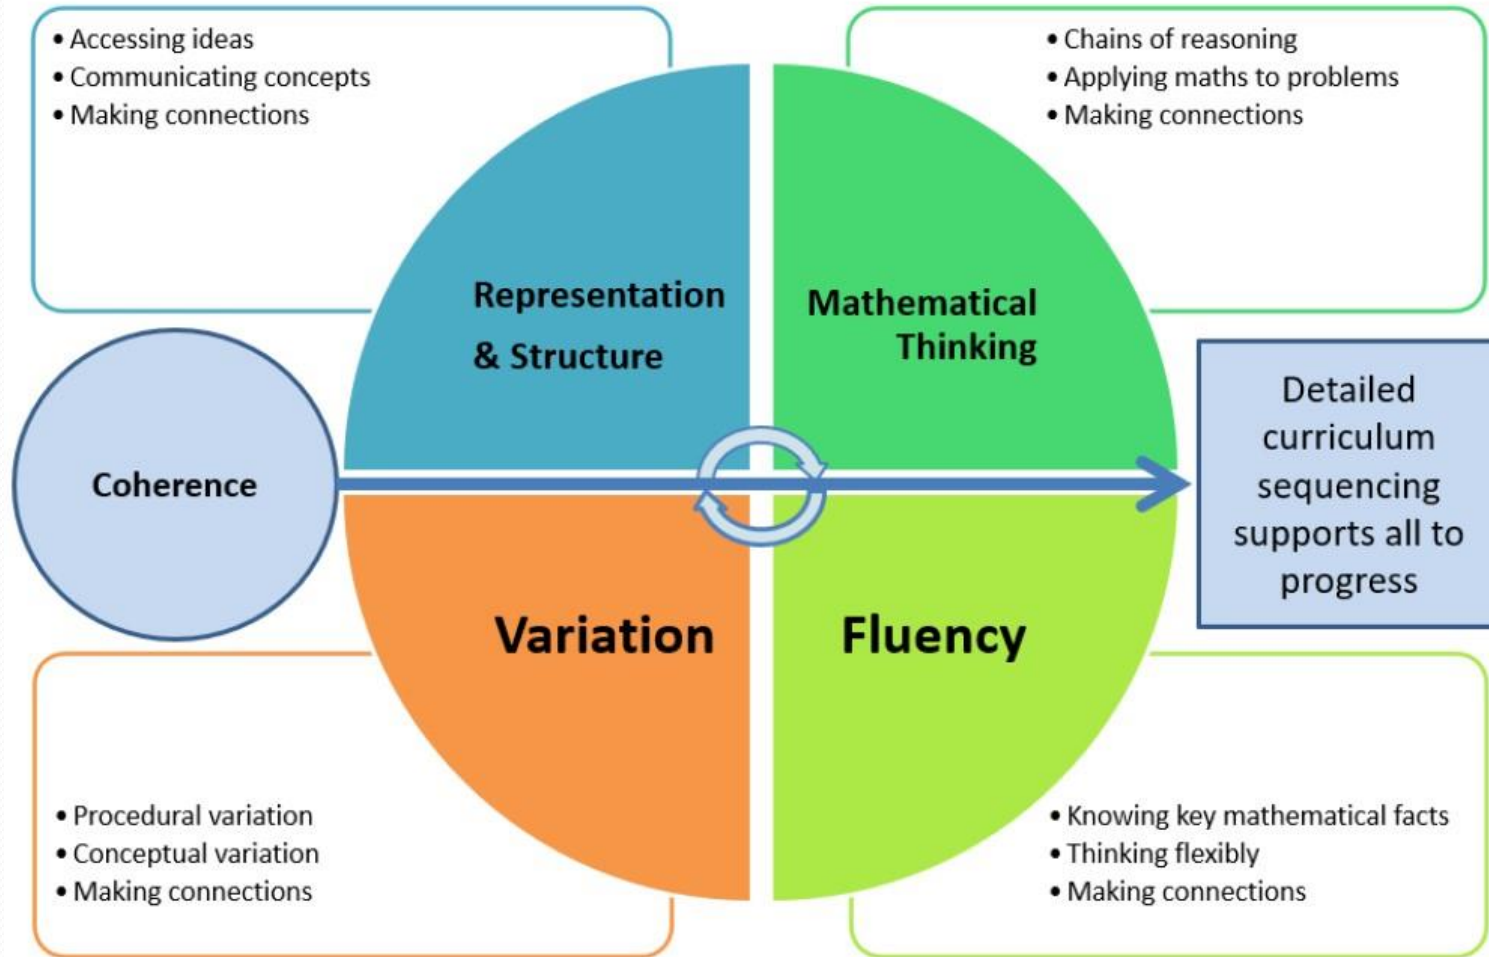 • Accessing ideas
• Communicating concepts
• Making connections
• Chains of reasoning
• Applying maths to problems
• Making connections
Representation
& Structure
Mathematical
Thinking
Coherence
Detailed
curriculum
sequencing
supports all to
progress
Variation
Fluency
• Procedural variation
• Conceptual variation
• Making connections
• Knowing key mathematical facts
• Thinking flexibly
• Making connections